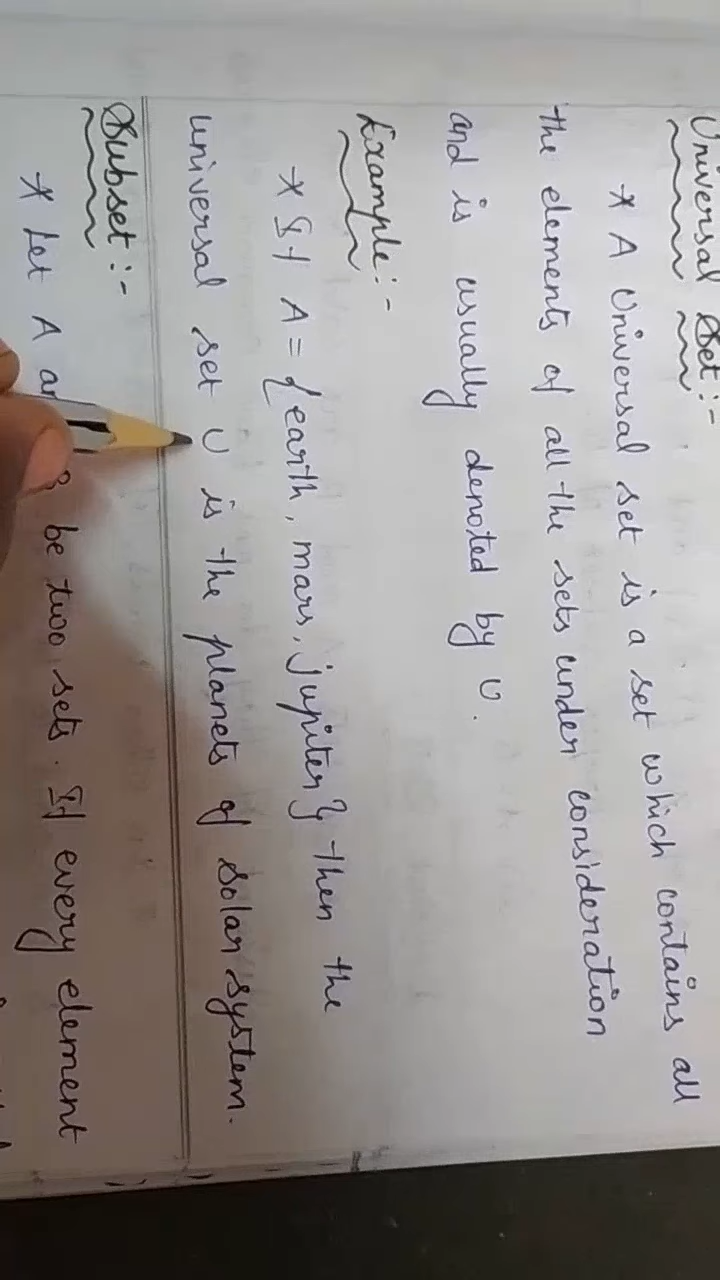 Universal Set:-
* A Universal set is a set which contains all
the elements of all the sets under consideration
and is usually denoted by U.
Example:-
* If A = {earth, mars, jupiter} then the
universal set U is the planets of solar system.
Subset:-
* Let A be two sets. If every element